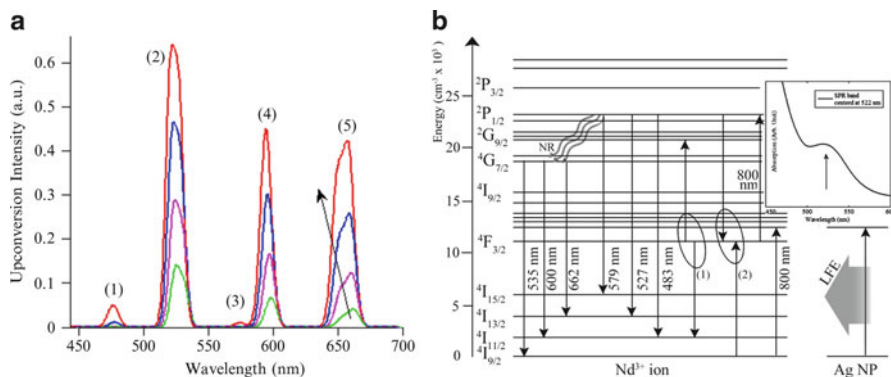 a
Upconversion Intensity (a.u.)
0.6
0.5
0.4
0.3
0.2
0.1
0
(1)
(2)
(3)
(4)
(5)
450
500
550
600
650
700
Wavelength (nm)
b
Energy (cm⁻³ x 10³)
25
20
15
10
5
0
²P₃/₂
²P₁/₂
²G₉/₂
⁴G₇/₂
⁴I₉/₂
⁴F₃/₂
⁴I₁₅/₂
⁴I₁₃/₂
⁴I₁₁/₂
⁴I₉/₂
NR
535 nm
600 nm
662 nm
579 nm
527 nm
483 nm
(1)
(2)
800 nm
800
nm
Nd³⁺ ion
SPR band
centered at 522 nm
450
500
550
600
Wavelength (nm)
LFE
Ag NP